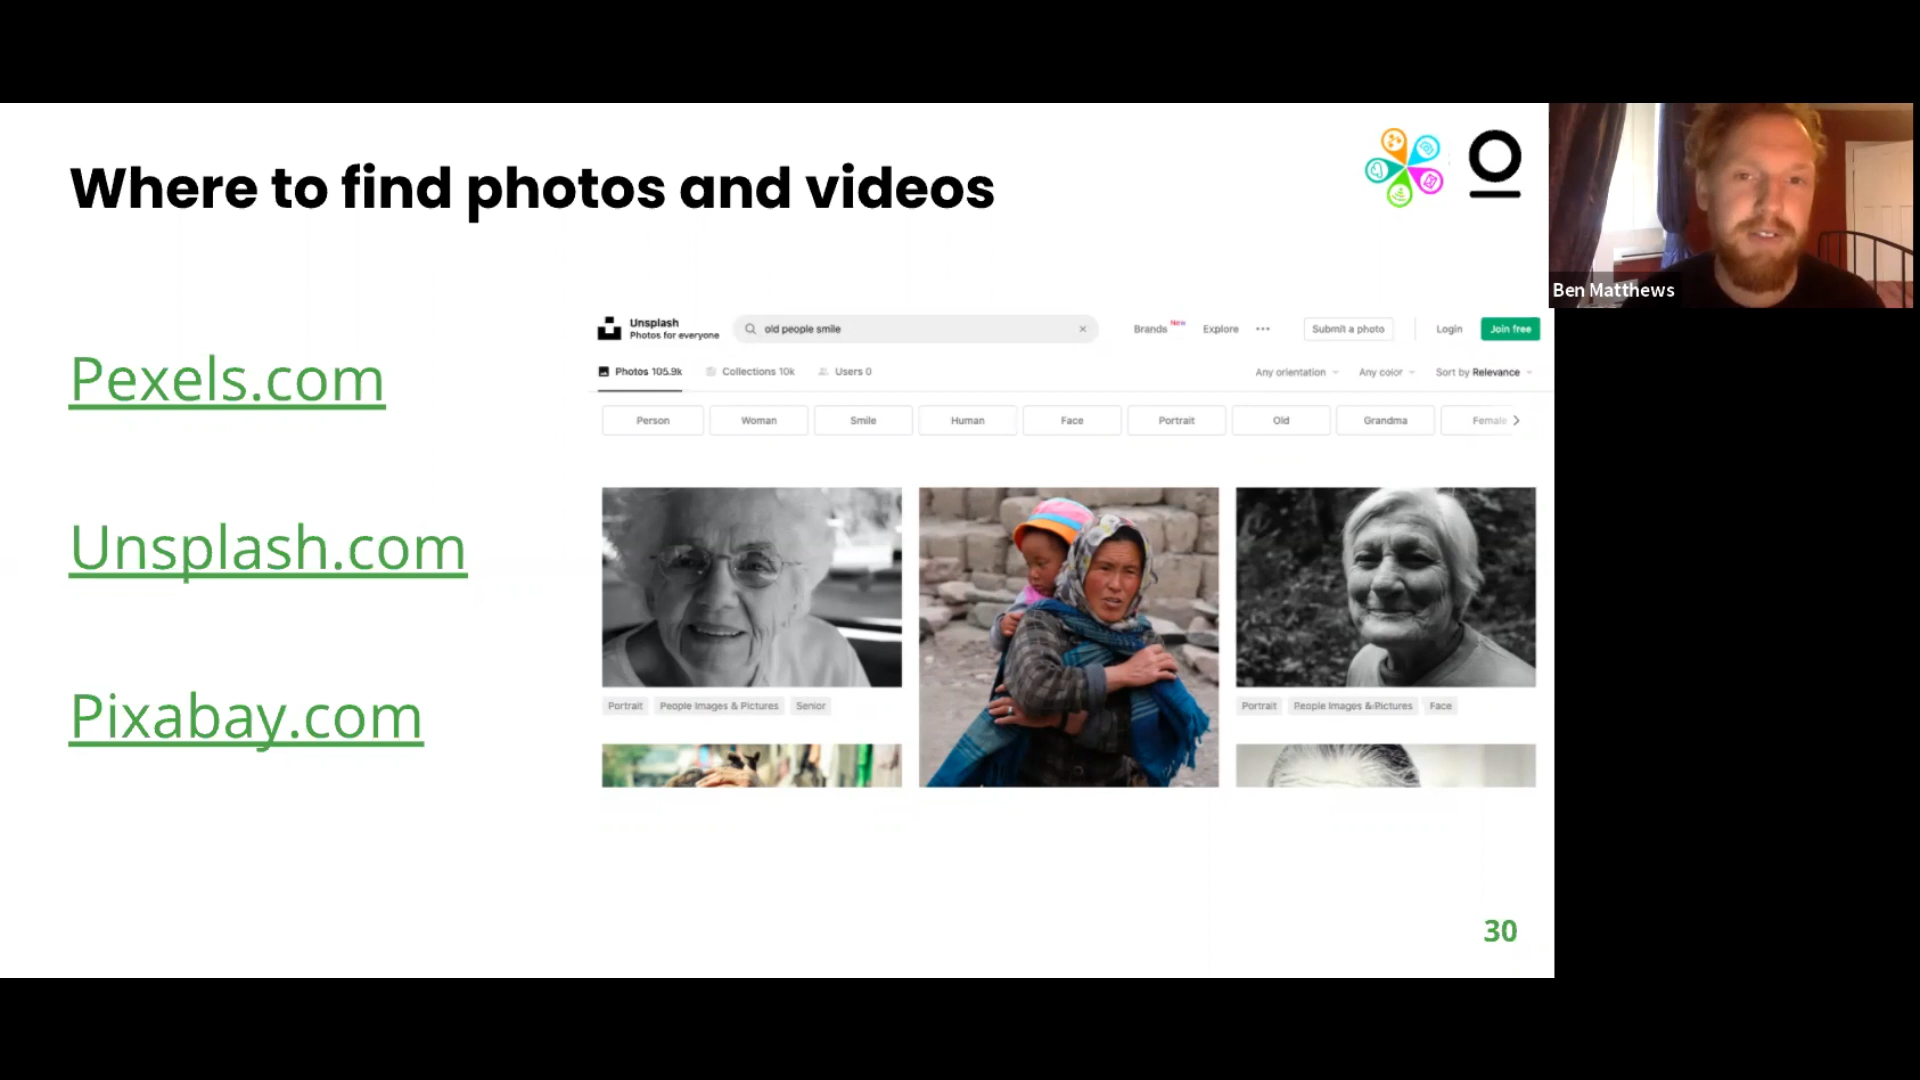 Where to find photos and videos
Ben Matthews
Pexels.com
Unsplash.com
Pixabay.com
Unsplash
Photos for everyone
old people smile
Brands New Explore Submit a photo Login Join free
Photos 105.9k Collections 10k Users 0
Any orientation Any color Sort by Relevance
Person Woman Smile Human Face Portrait Old Grandma Female
Portrait People Images & Pictures Senior
Portrait People Images & Pictures Face
30